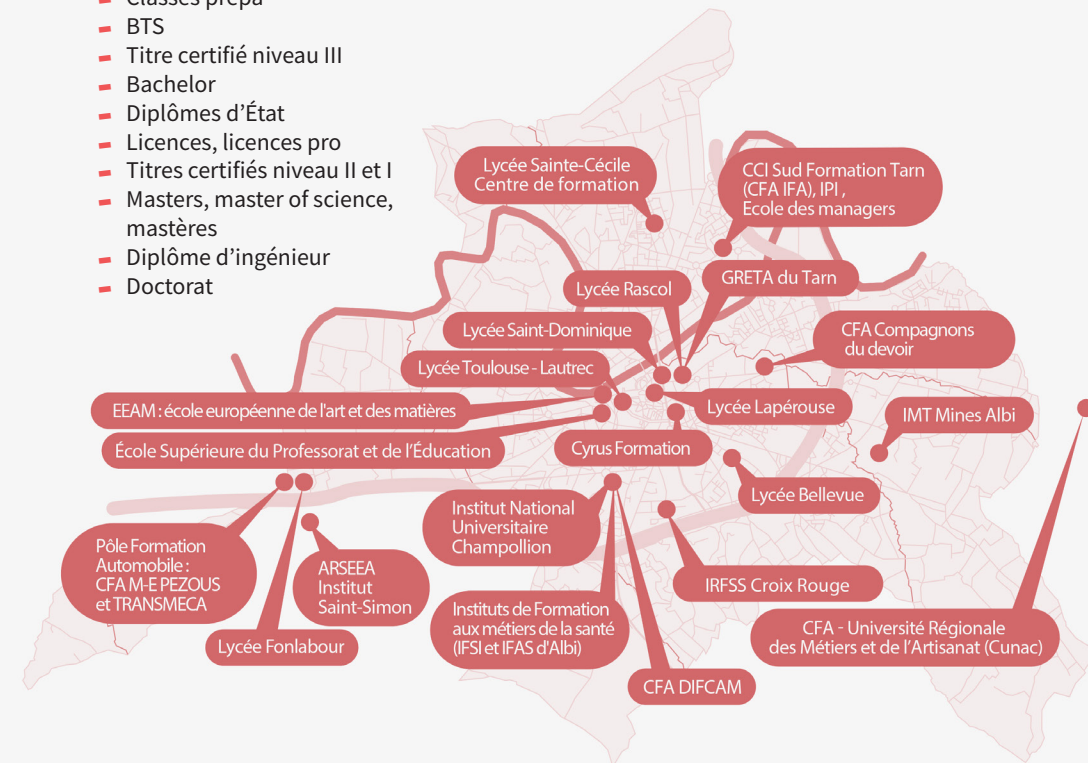 Classes prépa
BTS
Titre certifié niveau III
Bachelor
Diplômes d'État
Licences, licences pro
Titres certifiés niveau II et I
Masters, master of science,
mastères
Diplôme d'ingénieur
Doctorat
Lycée Sainte-Cécile
Centre de formation
CCI Sud Formation Tarn
(CFA IFA), IPI ,
Ecole des managers
Lycée Rascol
GRETA du Tarn
Lycée Saint-Dominique
CFA Compagnons
du devoir
Lycée Toulouse - Lautrec
EEAM : école européenne de l'art et des matières
Lycée Lapérouse
IMT Mines Albi
École Supérieure du Professorat et de l'Éducation
Cyrus Formation
Lycée Bellevue
Institut National
Universitaire
Champollion
Pôle Formation
Automobile :
CFA M-E PEZOUS
et TRANSMECA
ARSEEA
Institut
Saint-Simon
IRFSS Croix Rouge
Instituts de Formation
aux métiers de la santé
(IFSI et IFAS d'Albi)
Lycée Fonlabour
CFA - Université Régionale
des Métiers et de l'Artisanat (Cunac)
CFA DIFCAM